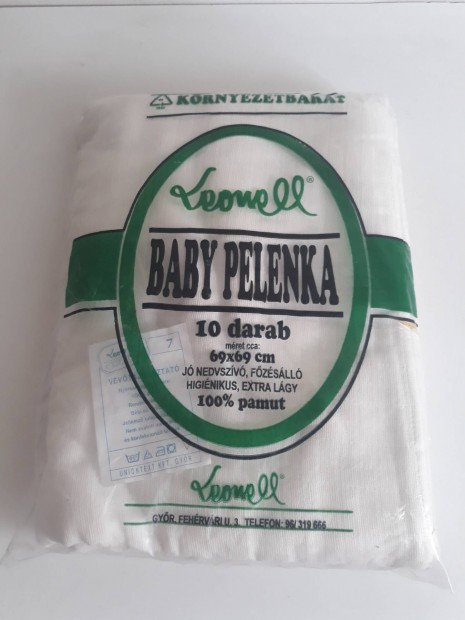 KÖRNYEZETBARÁT
Leonell®
BABY PELENKA
10 darab
méret cca:
69x69 cm
JÓ NEDVSZÍVÓ, FŐZÉSÁLLÓ
HIGIÉNIKUS, EXTRA LÁGY
100% pamut
7
Leonell
GYŐR, FEHÉRVÁRI U. 3. TELEFON: 96/ 319 666